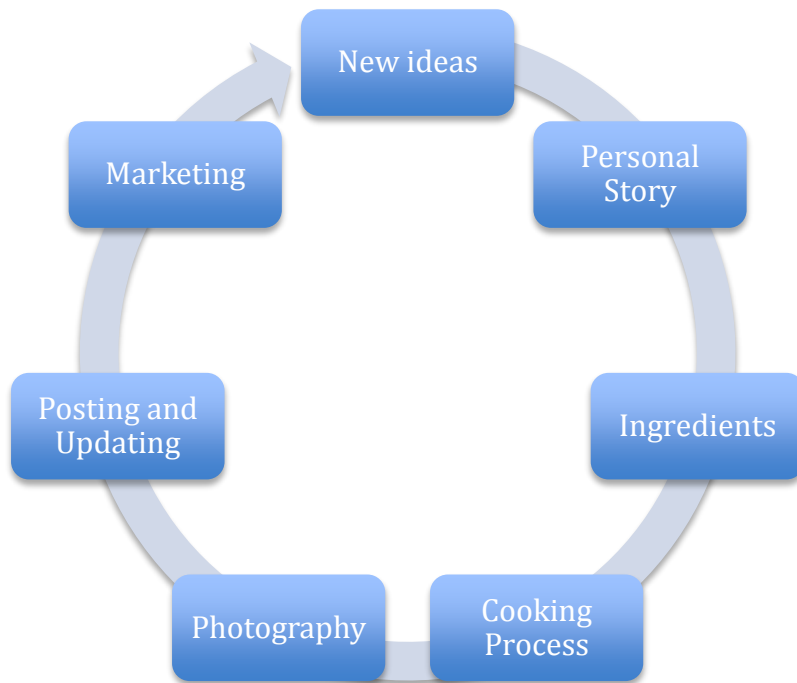 New ideas
Personal
Story
Ingredients
Cooking
Process
Photography
Posting and
Updating
Marketing